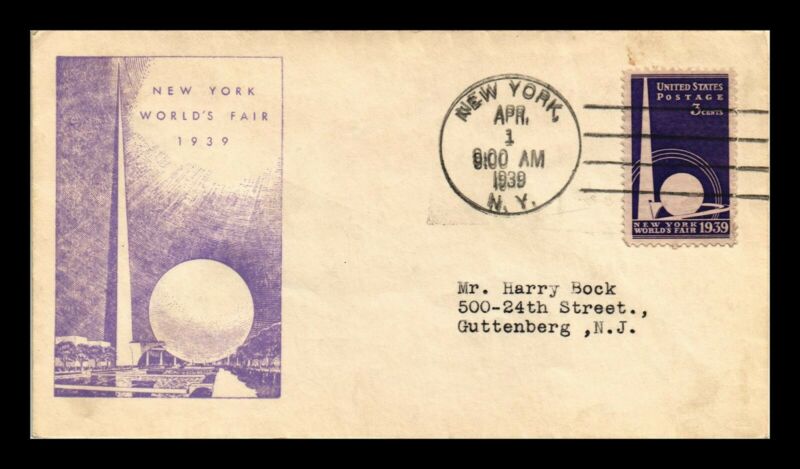 NEW YORK
WORLD'S FAIR
1939
NEW YORK,
APR.
1
9:00 AM
1939
N. Y.
UNITED STATES
POSTAGE
3 CENTS
NEW YORK
WORLD'S FAIR 1939
Mr. Harry Bock
500-24th Street.,
Guttenberg ,N.J.